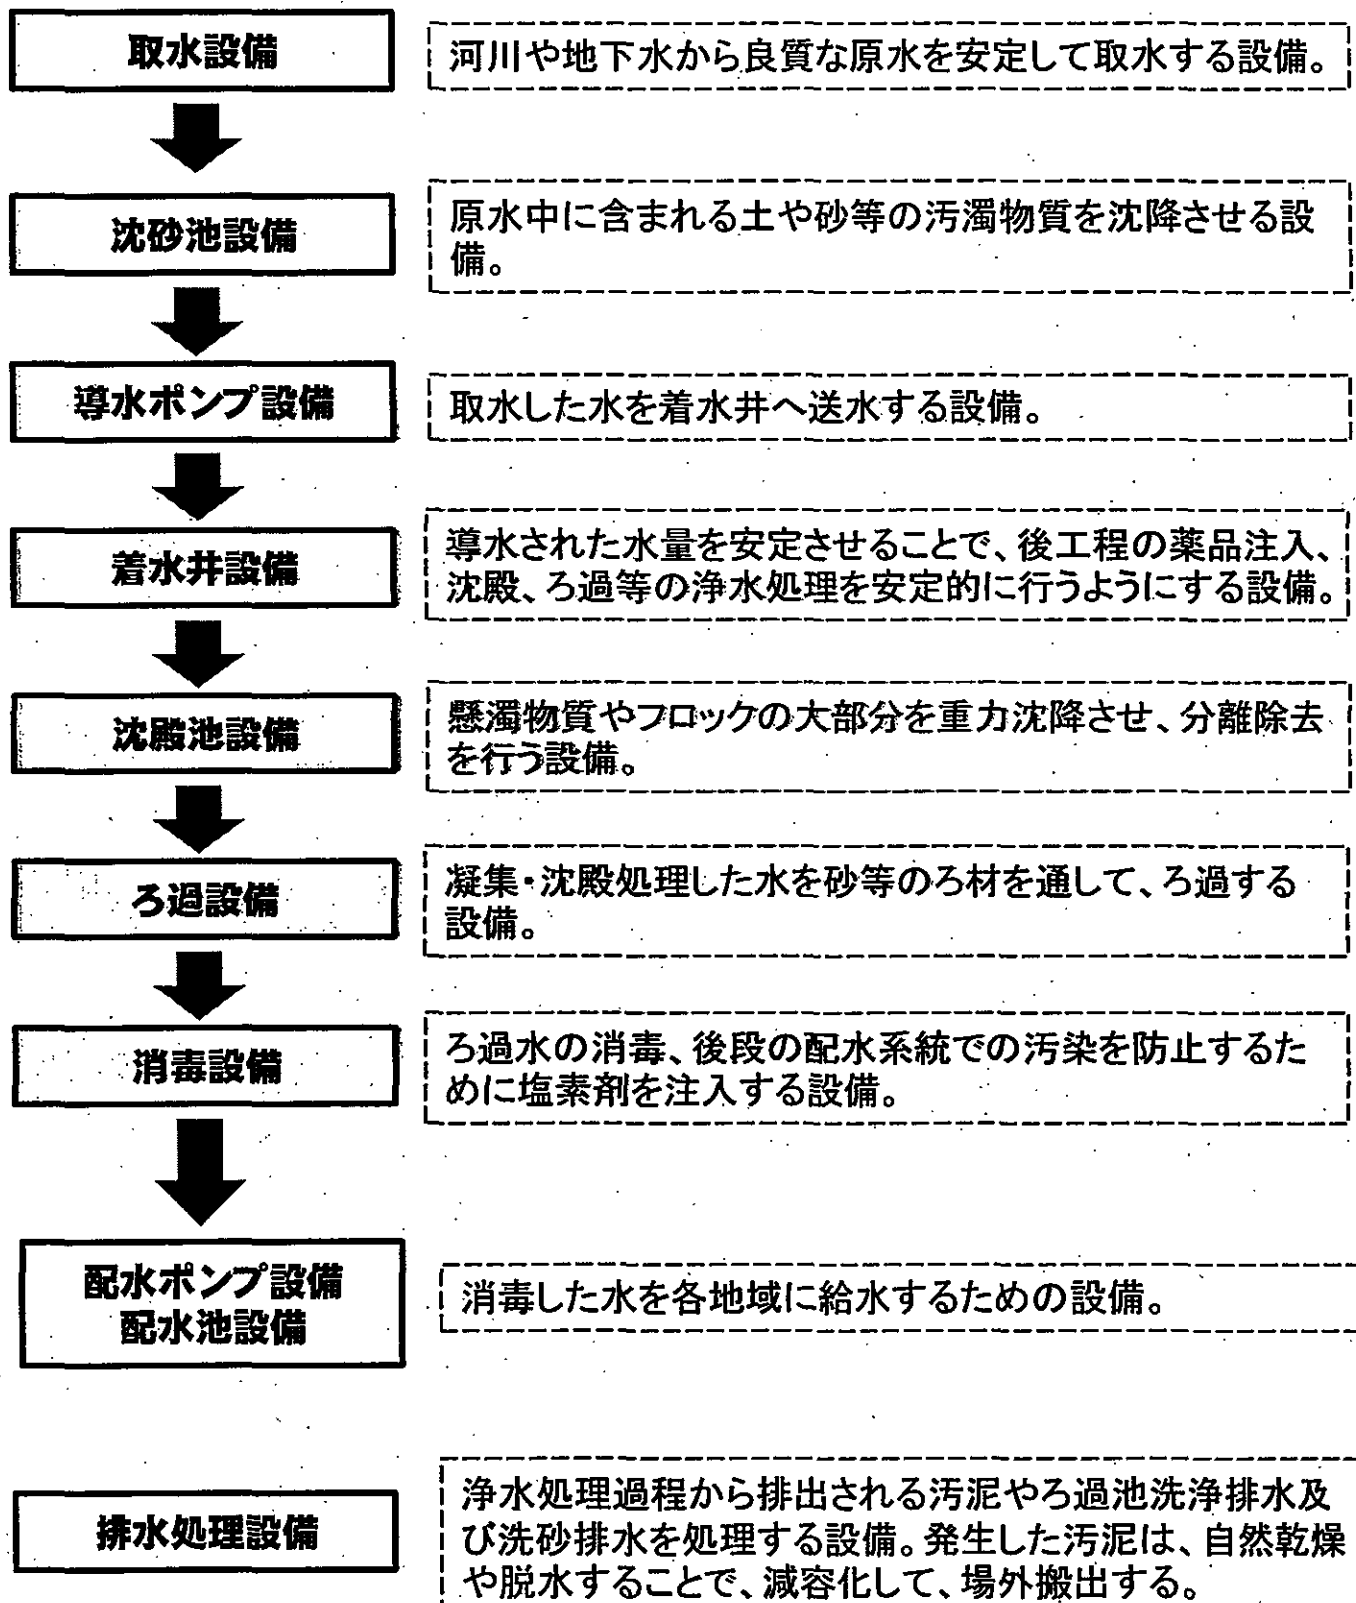 取水設備
河川や地下水から良質な原水を安定して取水する設備。
沈砂池設備
原水中に含まれる土や砂等の汚濁物質を沈降させる設
備。
導水ポンプ設備
取水した水を着水井へ送水する設備。
着水井設備
導水された水量を安定させることで、後工程の薬品注入、
沈殿、ろ過等の浄水処理を安定的に行うようにする設備。
沈殿池設備
懸濁物質やフロックの大部分を重力沈降させ、分離除去
を行う設備。
ろ過設備
凝集・沈殿処理した水を砂等のろ材を通して、ろ過する
設備。
消毒設備
ろ過水の消毒、後段の配水系統での汚染を防止するた
めに塩素剤を注入する設備。
配水ポンプ設備
配水池設備
消毒した水を各地域に給水するための設備。
排水処理設備
浄水処理過程から排出される汚泥やろ過池洗浄排水及
び洗砂排水を処理する設備。発生した汚泥は、自然乾燥
や脱水することで、減容化して、場外搬出する。